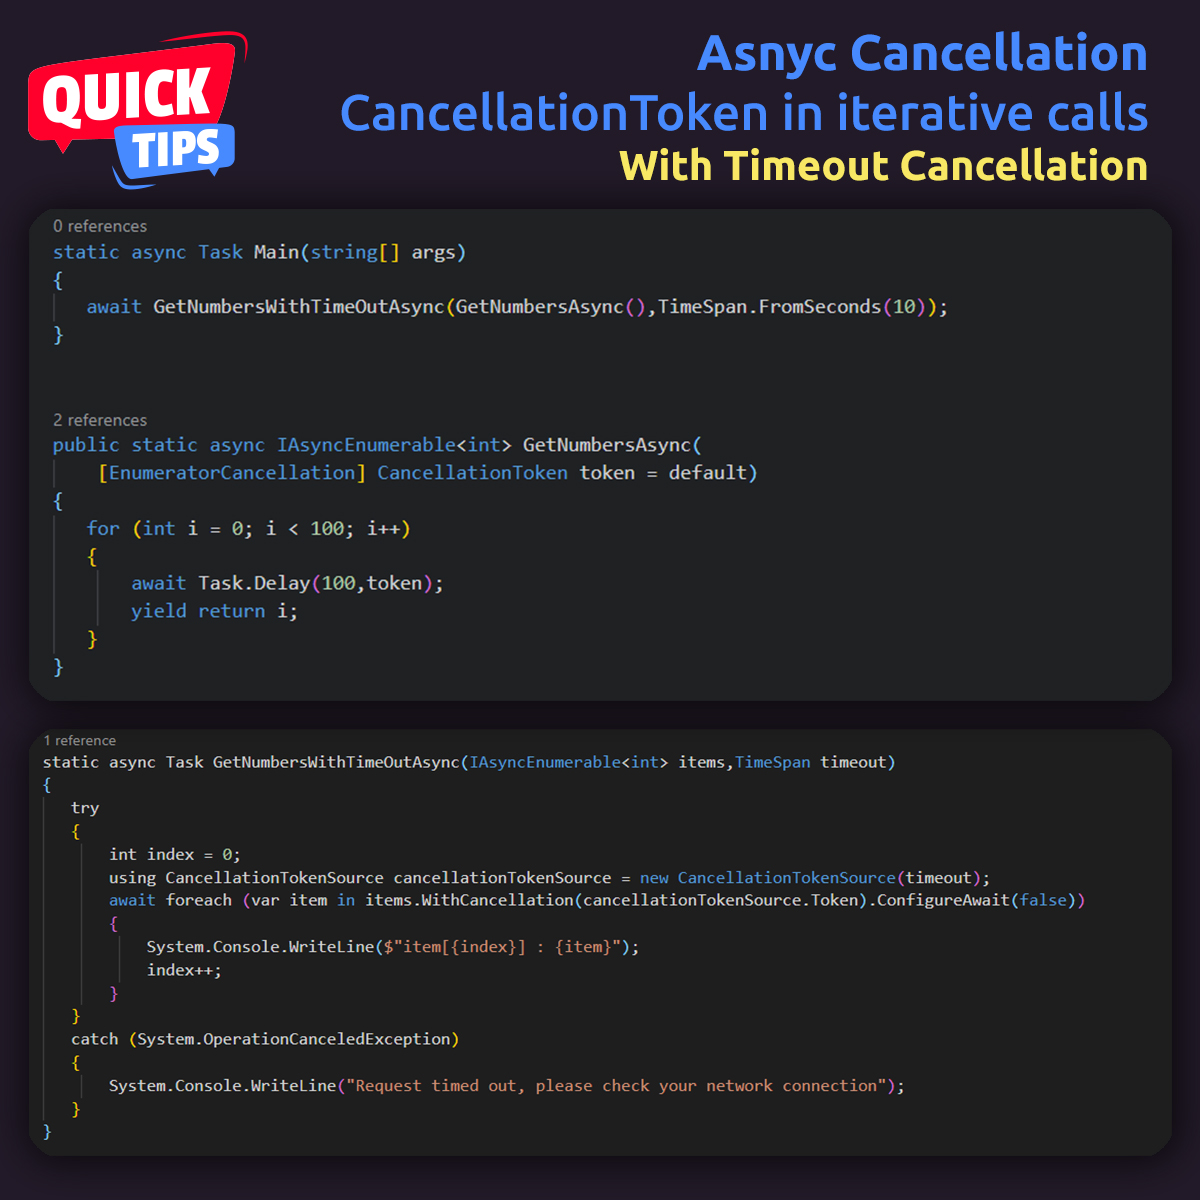 QUICK
TIPS
Asnyc Cancellation
CancellationToken in iterative calls
With Timeout Cancellation
0 references
static async Task Main(string[] args)
{
await GetNumbersWithTimeOutAsync(GetNumbersAsync(),TimeSpan.FromSeconds(10));
}
2 references
public static async IAsyncEnumerable<int> GetNumbersAsync(
[EnumeratorCancellation] CancellationToken token = default)
{
for (int i = 0; i < 100; i++)
{
await Task.Delay(100,token);
yield return i;
}
}
1 reference
static async Task GetNumbersWithTimeOutAsync(IAsyncEnumerable<int> items,TimeSpan timeout)
{
try
{
int index = 0;
using CancellationTokenSource cancellationTokenSource = new CancellationTokenSource(timeout);
await foreach (var item in items.WithCancellation(cancellationTokenSource.Token).ConfigureAwait(false))
{
System.Console.WriteLine($"item[{index}] : {item}");
index++;
}
}
catch (System.OperationCanceledException)
{
System.Console.WriteLine("Request timed out, please check your network connection");
}
}